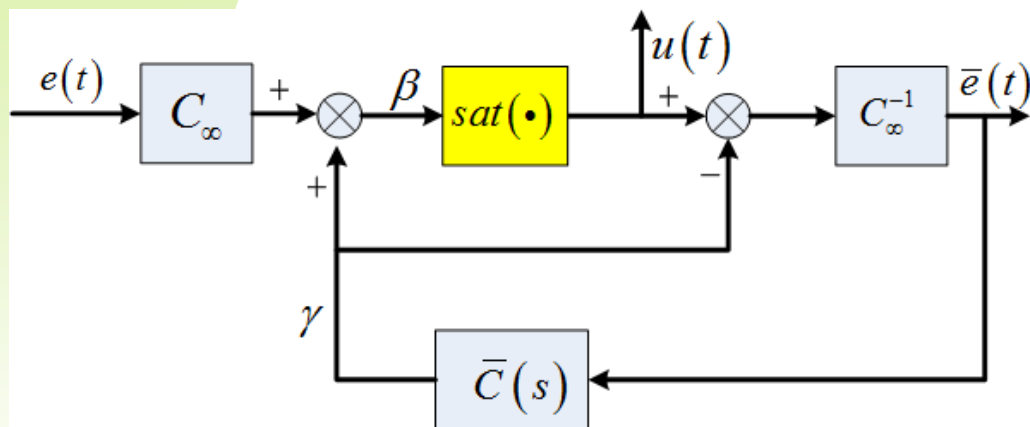 e(t)
C∞
+
β
sat(•)
u(t)
+
C∞⁻¹
e̅(t)
+
−
γ
C̅(s)